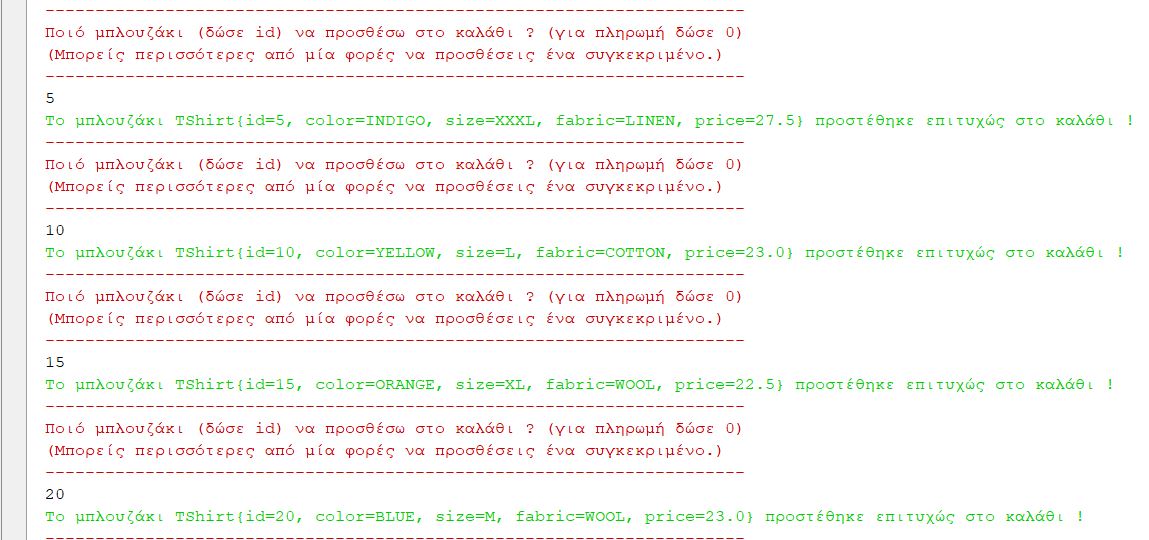 ----------------------------------------------------------------------
Ποιό μπλουζάκι (δώσε id) να προσθέσω στο καλάθι ? (για πληρωμή δώσε 0)
(Μπορείς περισσότερες από μία φορές να προσθέσεις ένα συγκεκριμένο.)
----------------------------------------------------------------------
5
Το μπλουζάκι TShirt{id=5, color=INDIGO, size=XXXL, fabric=LINEN, price=27.5} προστέθηκε επιτυχώς στο καλάθι !
----------------------------------------------------------------------
Ποιό μπλουζάκι (δώσε id) να προσθέσω στο καλάθι ? (για πληρωμή δώσε 0)
(Μπορείς περισσότερες από μία φορές να προσθέσεις ένα συγκεκριμένο.)
----------------------------------------------------------------------
10
Το μπλουζάκι TShirt{id=10, color=YELLOW, size=L, fabric=COTTON, price=23.0} προστέθηκε επιτυχώς στο καλάθι !
----------------------------------------------------------------------
Ποιό μπλουζάκι (δώσε id) να προσθέσω στο καλάθι ? (για πληρωμή δώσε 0)
(Μπορείς περισσότερες από μία φορές να προσθέσεις ένα συγκεκριμένο.)
----------------------------------------------------------------------
15
Το μπλουζάκι TShirt{id=15, color=ORANGE, size=XL, fabric=WOOL, price=22.5} προστέθηκε επιτυχώς στο καλάθι !
----------------------------------------------------------------------
Ποιό μπλουζάκι (δώσε id) να προσθέσω στο καλάθι ? (για πληρωμή δώσε 0)
(Μπορείς περισσότερες από μία φορές να προσθέσεις ένα συγκεκριμένο.)
----------------------------------------------------------------------
20
Το μπλουζάκι TShirt{id=20, color=BLUE, size=M, fabric=WOOL, price=23.0} προστέθηκε επιτυχώς στο καλάθι !
----------------------------------------------------------------------